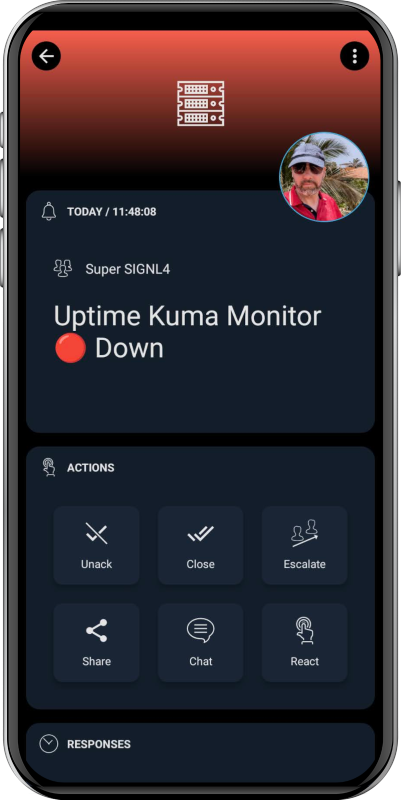 TODAY / 11:48:08
Super SIGNL4
Uptime Kuma Monitor
🔴 Down
ACTIONS
Unack
Close
Escalate
Share
Chat
React
RESPONSES